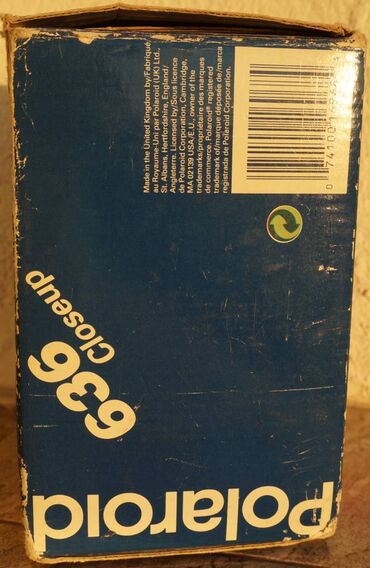 Made in the United Kingdom by/Fabriqué
au Royaume-Uni par Polaroid (UK) Ltd.,
St. Albans, Hertfordshire, England/
Angleterre. Licensed by/Sous licence
de Polaroid Corporation, Cambridge,
MA 02139 USA/E.U., owner of the
trademarks/propriétaire des marques
de commerce. Polaroid® registered
trademark of/marque déposée de/marca
registrada de Polaroid Corporation.
0 74100
636
Closeup
Polaroid